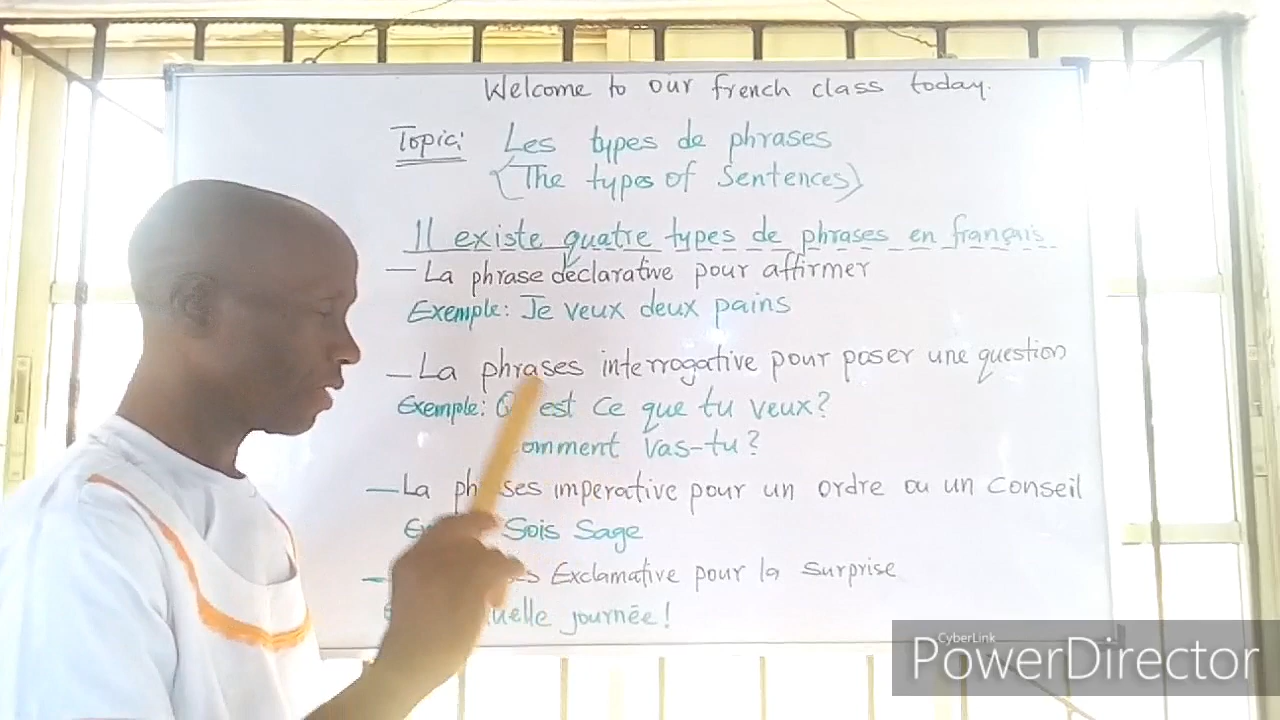 Welcome to our french class today.
Topic: Les types de phrases
(The types of Sentences)
Il existe quatre types de phrases en français
— La phrase déclarative pour affirmer
Exemple: Je veux deux pains
— La phrases interrogative pour poser une question
Exemple: est ce que tu veux?
omment vas-tu?
— La phrases imperative pour un ordre ou un Conseil
Sois Sage
Exclamative pour la surprise
uelle journée!
CyberLink
PowerDirector